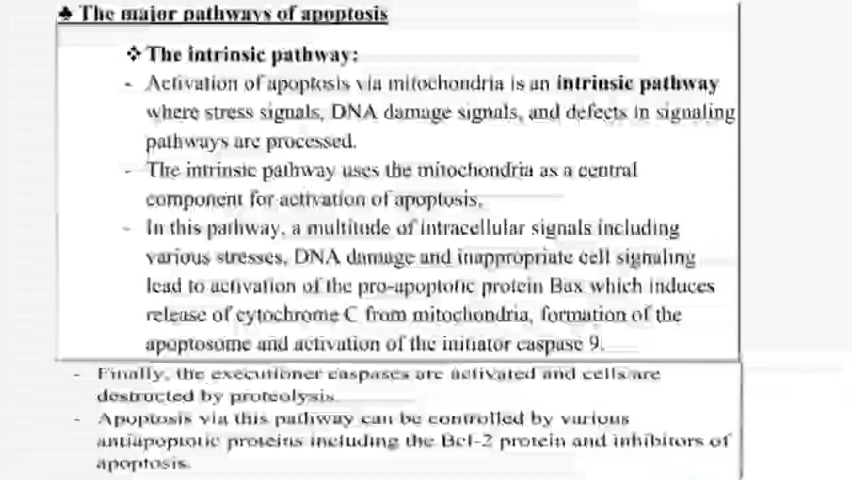 ♣ The major pathways of apoptosis
❖ The intrinsic pathway:
- Activation of apoptosis via mitochondria is an intrinsic pathway
where stress signals, DNA damage signals, and defects in signaling
pathways are processed.
- The intrinsic pathway uses the mitochondria as a central
component for activation of apoptosis.
- In this pathway, a multitude of intracellular signals including
various stresses, DNA damage and inappropriate cell signaling
lead to activation of the pro-apoptotic protein Bax which induces
release of cytochrome C from mitochondria, formation of the
apoptosome and activation of the initiator caspase 9.
- Finally, the executioner caspases are activated and cells are
destructed by proteolysis.
- Apoptosis via this pathway can be controlled by various
antiapoptotic proteins including the Bcl-2 protein and inhibitors of
apoptosis.